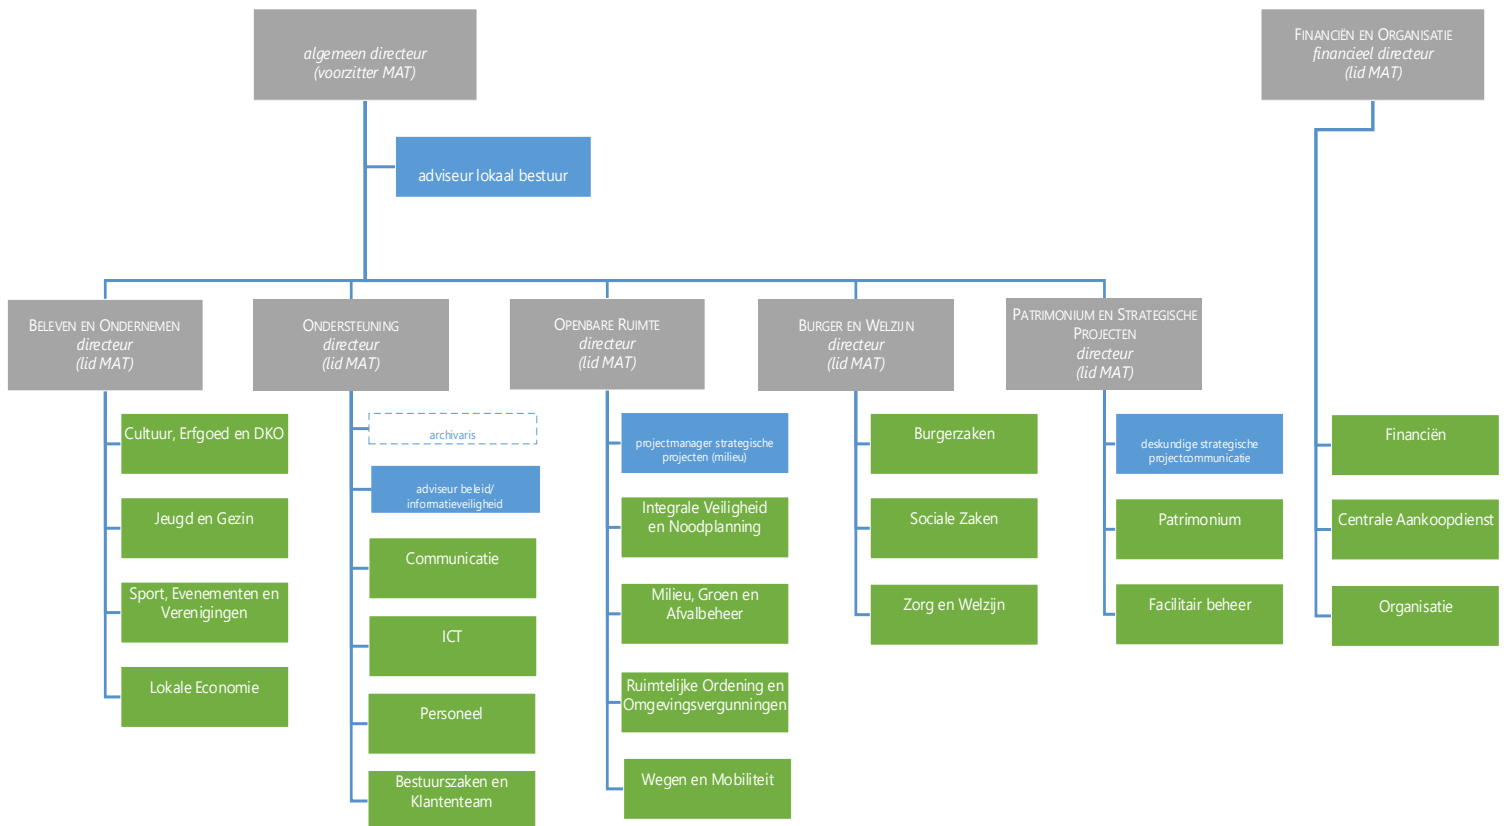 algemeen directeur
(voorzitter MAT)
FINANCIËN EN ORGANISATIE
financieel directeur
(lid MAT)
adviseur lokaal bestuur
BELEVEN EN ONDERNEMEN
directeur
(lid MAT)
ONDERSTEUNING
directeur
(lid MAT)
OPENBARE RUIMTE
directeur
(lid MAT)
BURGER EN WELZIJN
directeur
(lid MAT)
PATRIMONIUM EN STRATEGISCHE
PROJECTEN
directeur
(lid MAT)
Cultuur, Erfgoed en DKO
Jeugd en Gezin
Sport, Evenementen en
Verenigingen
Lokale Economie
archivaris
adviseur beleid/
informatieveiligheid
Communicatie
ICT
Personeel
Bestuurszaken en
Klantenteam
projectmanager strategische
projecten (milieu)
Integrale Veiligheid
en Noodplanning
Milieu, Groen en
Afvalbeheer
Ruimtelijke Ordening en
Omgevingsvergunningen
Wegen en Mobiliteit
Burgerzaken
Sociale Zaken
Zorg en Welzijn
deskundige strategische
projectcommunicatie
Patrimonium
Facilitair beheer
Financiën
Centrale Aankoopdienst
Organisatie